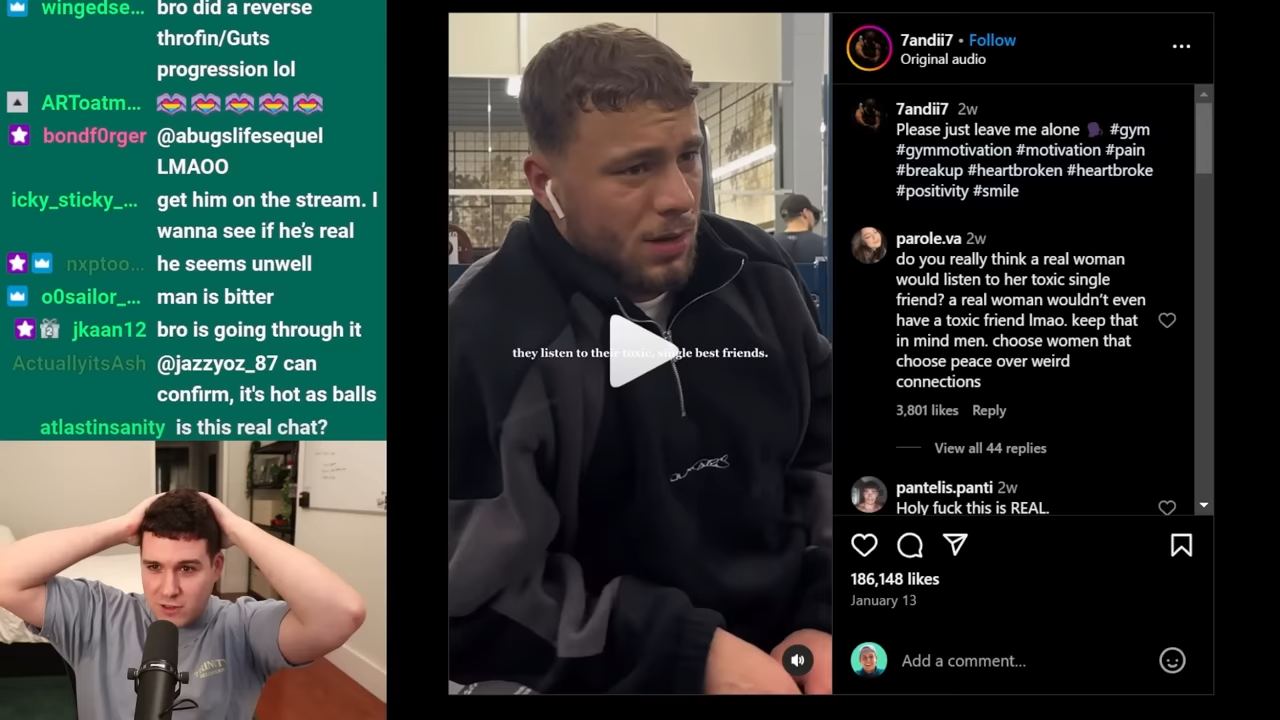 wingedse... bro did a reverse
throfin/Guts
progression lol
ARToatm...
bondf0rger @abugslifesequel
LMAOO
icky_sticky_... get him on the stream. I
wanna see if he's real
nxptoo... he seems unwell
o0sailor_... man is bitter
2 jkaan12 bro is going through it
ActuallyitsAsh @jazzyoz_87 can
confirm, it's hot as balls
atlastinsanity is this real chat?
they listen to their toxic, single best friends.
7andii7 • Follow
Original audio
7andii7 2w
Please just leave me alone 🗣 #gym
#gymmotivation #motivation #pain
#breakup #heartbroken #heartbroke
#positivity #smile
parole.va 2w
do you really think a real woman
would listen to her toxic single
friend? a real woman wouldn't even
have a toxic friend lmao. keep that
in mind men. choose women that
choose peace over weird
connections
3,801 likes Reply
View all 44 replies
pantelis.panti 2w
Holy fuck this is REAL.
186,148 likes
January 13
Add a comment...